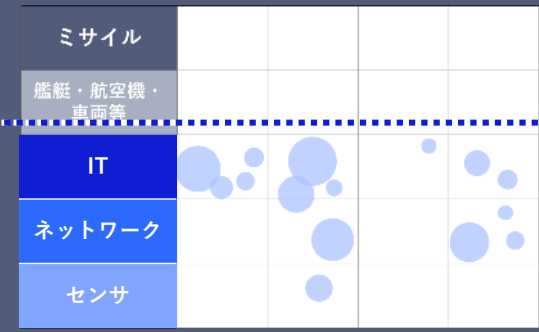 ミサイル
艦艇・航空機・
車両等
IT
ネットワーク
センサ